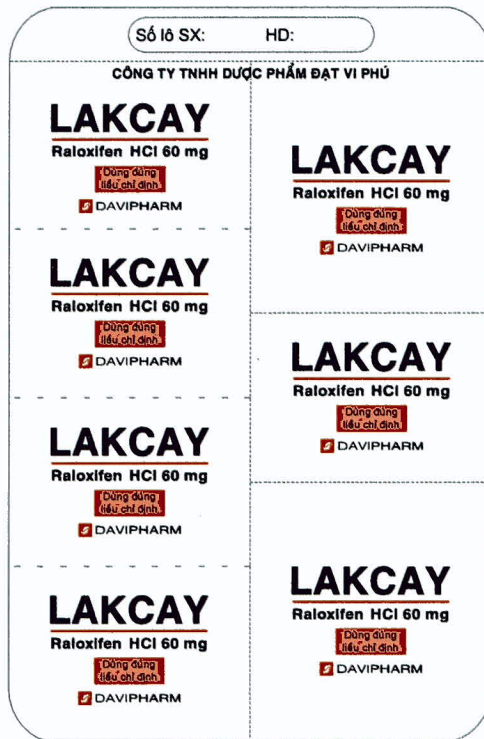 Số lô SX: HD:
CÔNG TY TNHH DƯỢC PHẨM ĐẠT VI PHÚ
LAKCAY
Raloxifen HCl 60 mg
Dùng đúng
liều chỉ định
DAVIPHARM
LAKCAY
Raloxifen HCl 60 mg
Dùng đúng
liều chỉ định
DAVIPHARM
LAKCAY
Raloxifen HCl 60 mg
Dùng đúng
liều chỉ định
DAVIPHARM
LAKCAY
Raloxifen HCl 60 mg
Dùng đúng
liều chỉ định
DAVIPHARM
LAKCAY
Raloxifen HCl 60 mg
Dùng đúng
liều chỉ định
DAVIPHARM
LAKCAY
Raloxifen HCl 60 mg
Dùng đúng
liều chỉ định
DAVIPHARM
LAKCAY
Raloxifen HCl 60 mg
Dùng đúng
liều chỉ định
DAVIPHARM